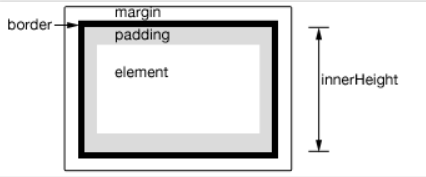 margin
border
padding
element
innerHeight